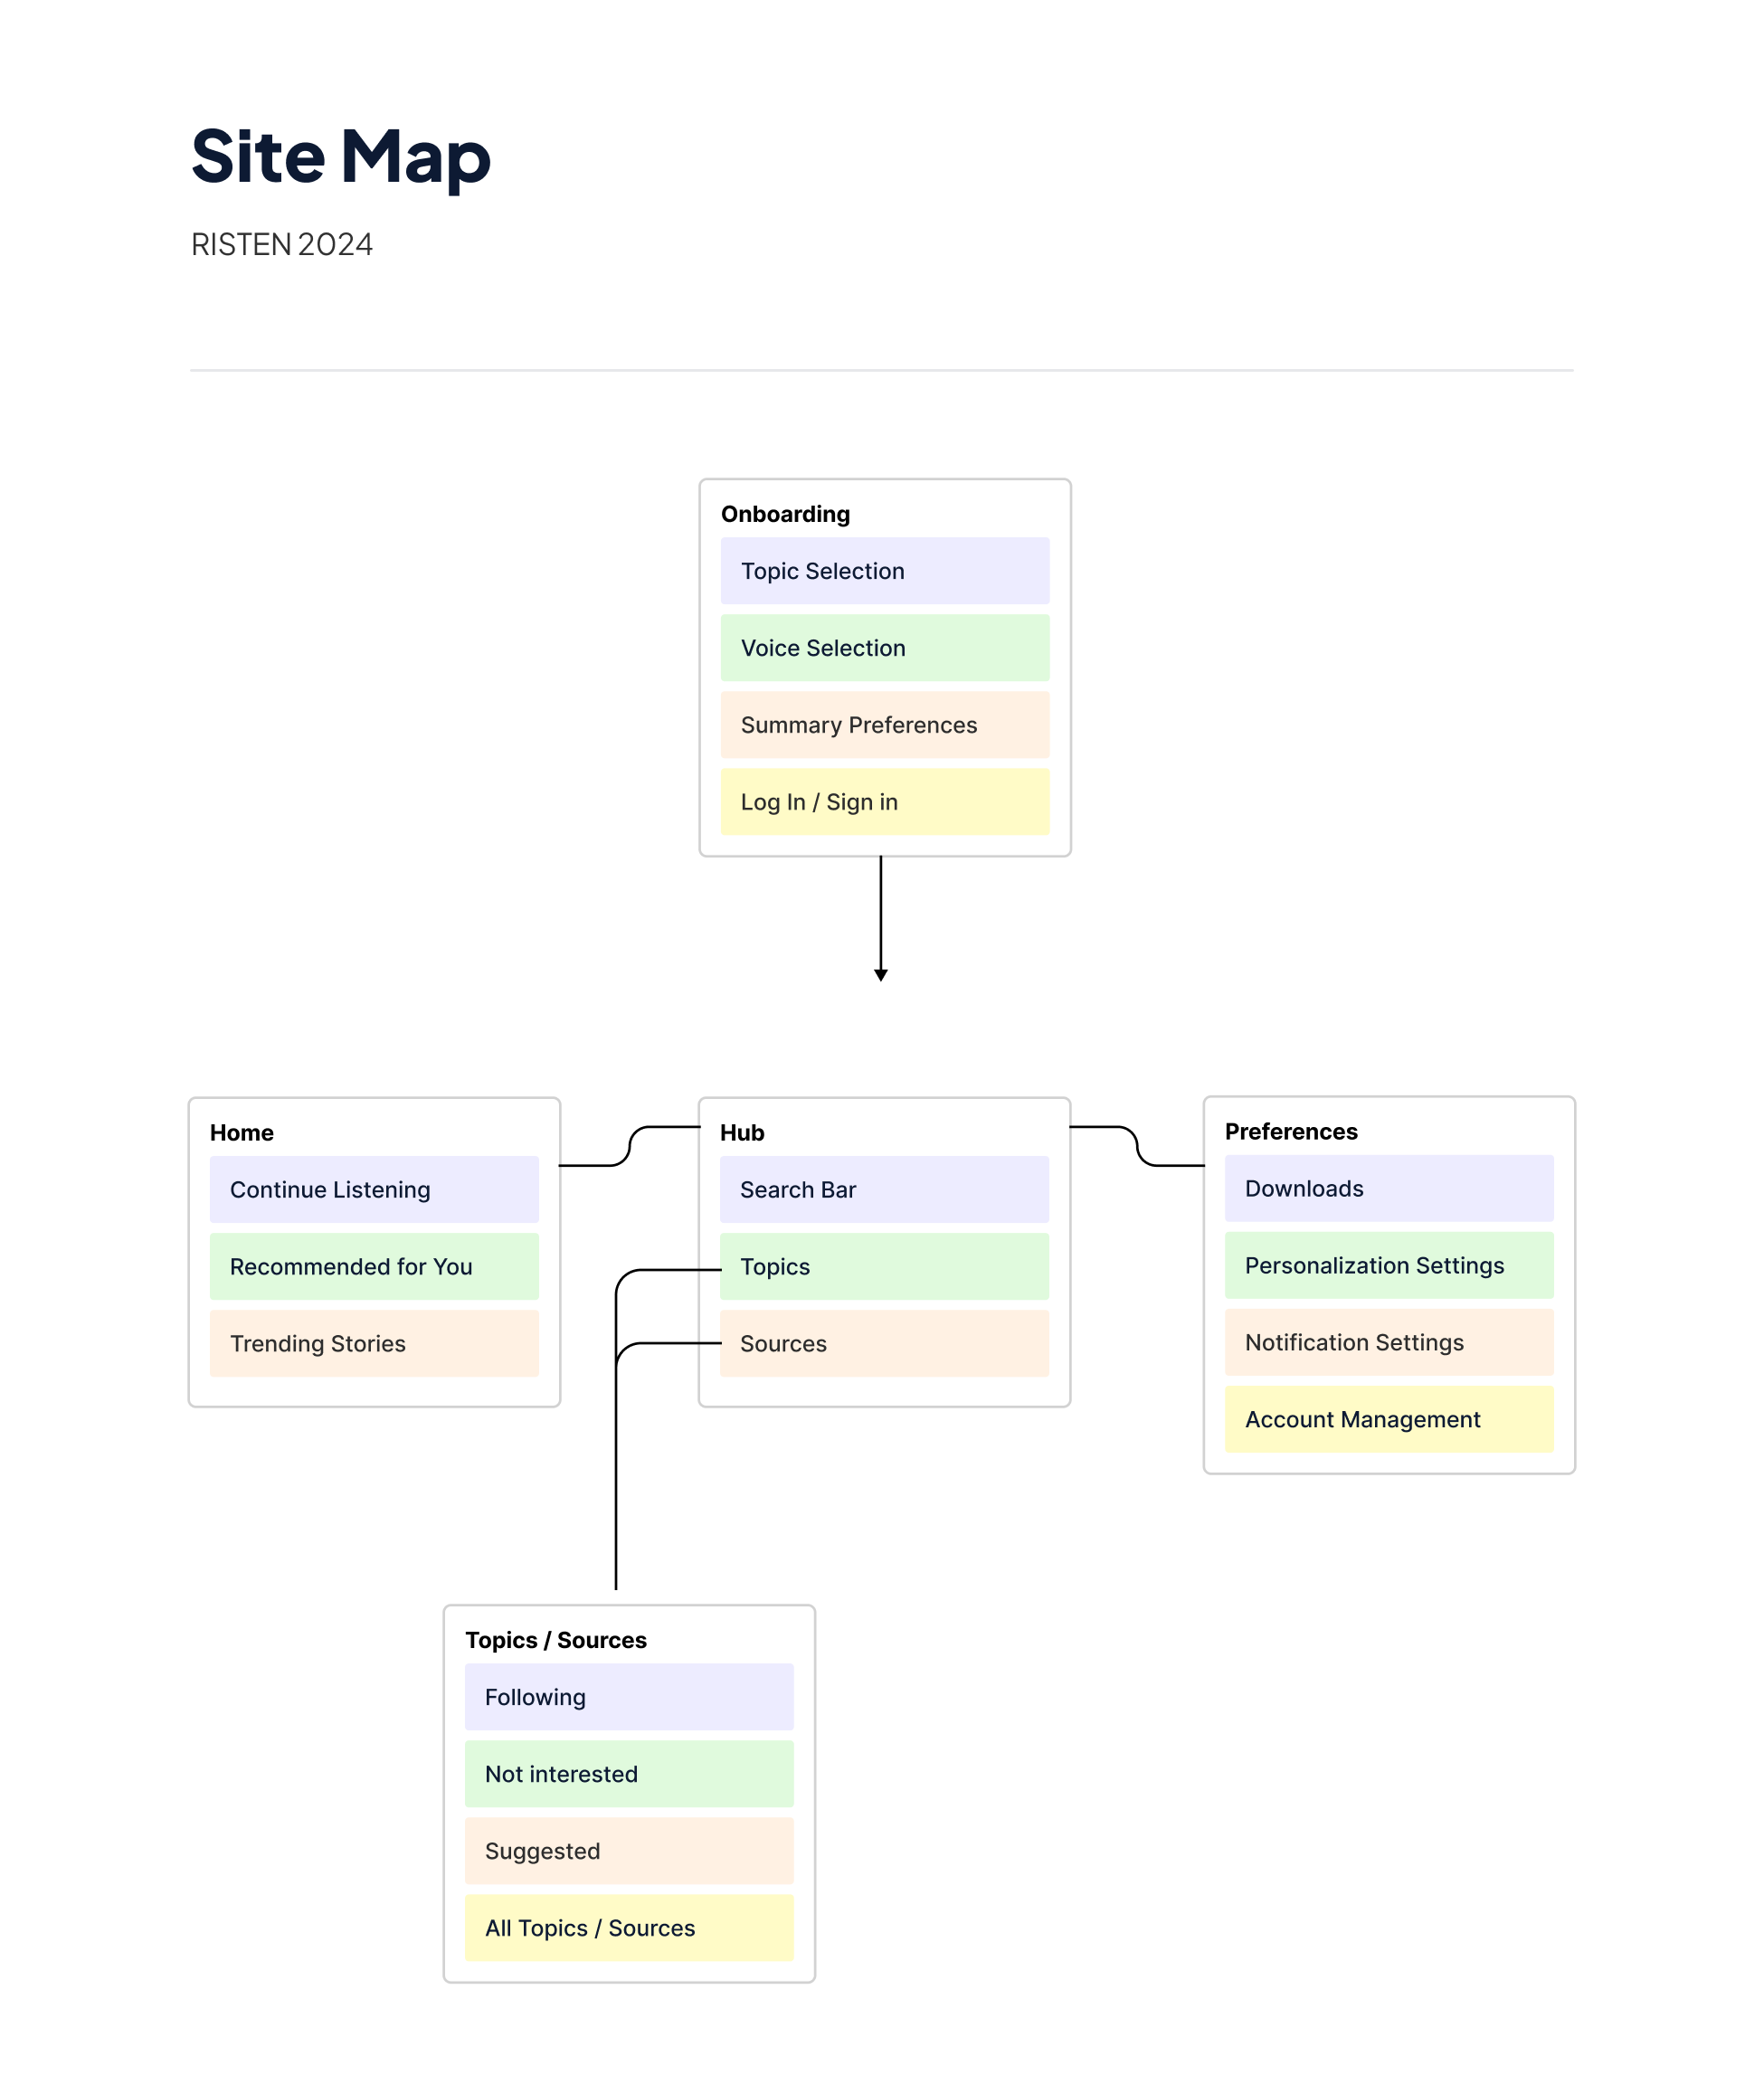 Site Map
RISTEN 2024
Onboarding
Topic Selection
Voice Selection
Summary Preferences
Log In / Sign in
Home
Continue Listening
Recommended for You
Trending Stories
Hub
Search Bar
Topics
Sources
Preferences
Downloads
Personalization Settings
Notification Settings
Account Management
Topics / Sources
Following
Not interested
Suggested
All Topics / Sources